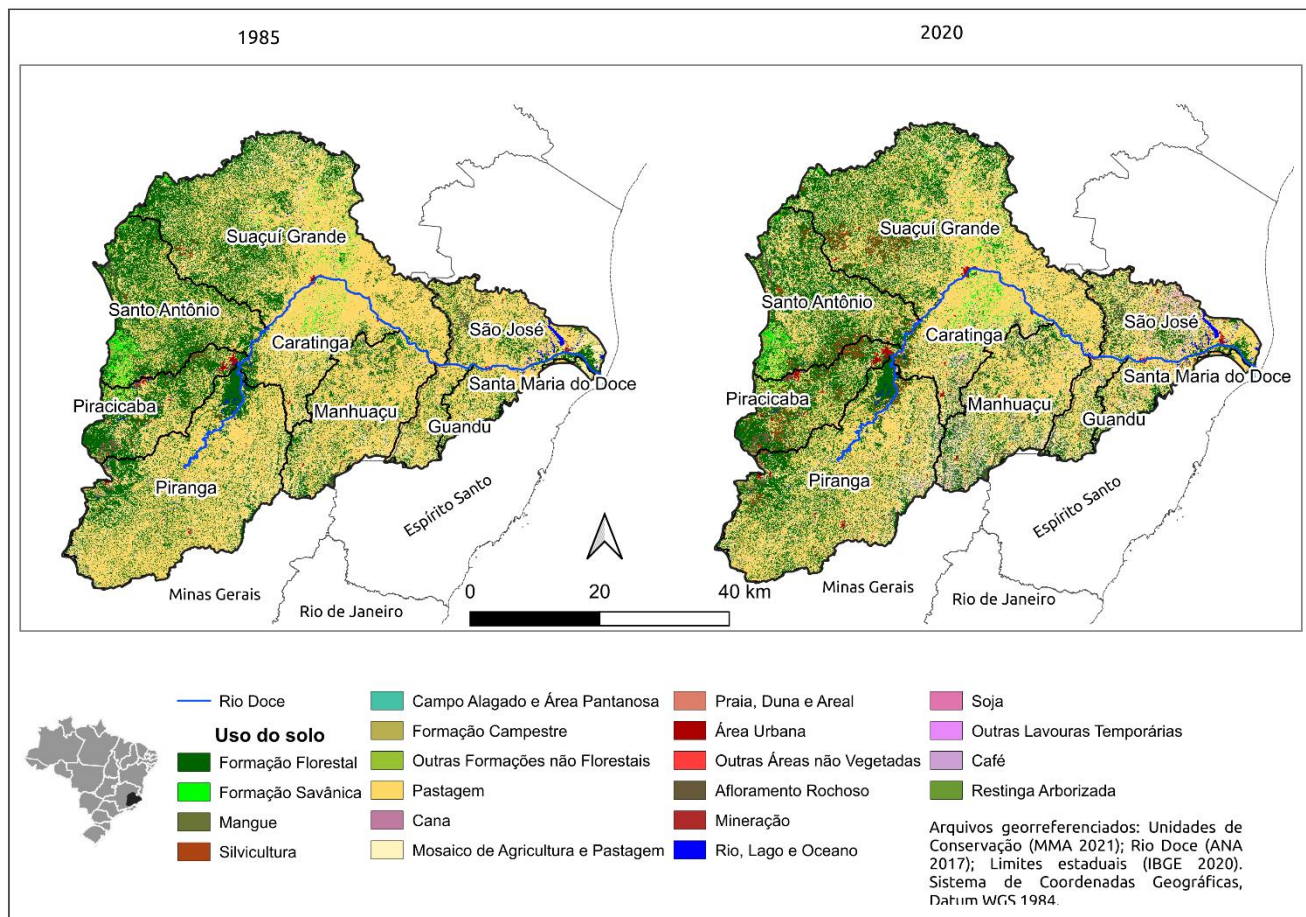 1985
2020
Suaçuí Grande
Santo Antônio
Caratinga
São José
Santa Maria do Doce
Piracicaba
Manhuaçu
Guandu
Piranga
Espírito Santo
Minas Gerais
Rio de Janeiro
Suaçuí Grande
Santo Antônio
Caratinga
São José
Santa Maria do Doce
Piracicaba
Manhuaçu
Guandu
Piranga
Espírito Santo
Minas Gerais
Rio de Janeiro
0 20 40 km
Rio Doce
Uso do solo
Formação Florestal
Formação Savânica
Mangue
Silvicultura
Campo Alagado e Área Pantanosa
Formação Campestre
Outras Formações não Florestais
Pastagem
Cana
Mosaico de Agricultura e Pastagem
Praia, Duna e Areal
Área Urbana
Outras Áreas não Vegetadas
Afloramento Rochoso
Mineração
Rio, Lago e Oceano
Soja
Outras Lavouras Temporárias
Café
Restinga Arborizada
Arquivos georreferenciados: Unidades de
Conservação (MMA 2021); Rio Doce (ANA
2017); Limites estaduais (IBGE 2020).
Sistema de Coordenadas Geográficas,
Datum WGS 1984.